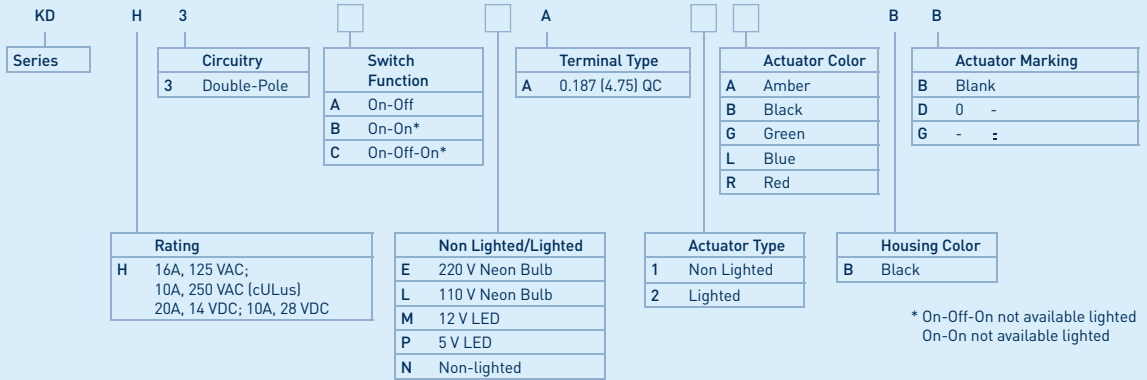 KD H 3 A B B
Series
Circuitry
3 Double-Pole
Switch
Function
A On-Off
B On-On*
C On-Off-On*
Terminal Type
A 0.187 (4.75) QC
Actuator Color
A Amber
B Black
G Green
L Blue
R Red
Actuator Marking
B Blank
D 0 -
G - =
Rating
H 16A, 125 VAC;
10A, 250 VAC (cULus)
20A, 14 VDC; 10A, 28 VDC
Non Lighted/Lighted
E 220 V Neon Bulb
L 110 V Neon Bulb
M 12 V LED
P 5 V LED
N Non-lighted
Actuator Type
1 Non Lighted
2 Lighted
Housing Color
B Black
* On-Off-On not available lighted
On-On not available lighted